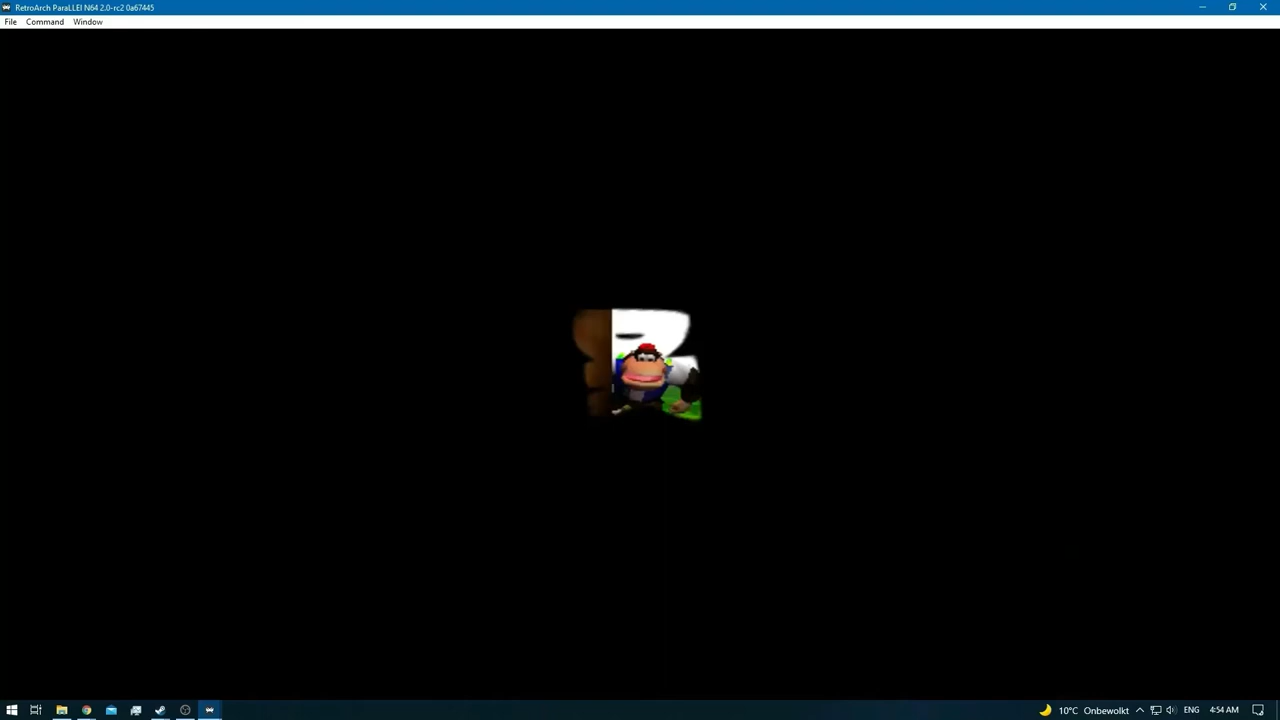 RetroArch ParaLLEl N64 2.0-rc2 0a67445
File Command Window
10°C Onbewolkt ENG 4:54 AM